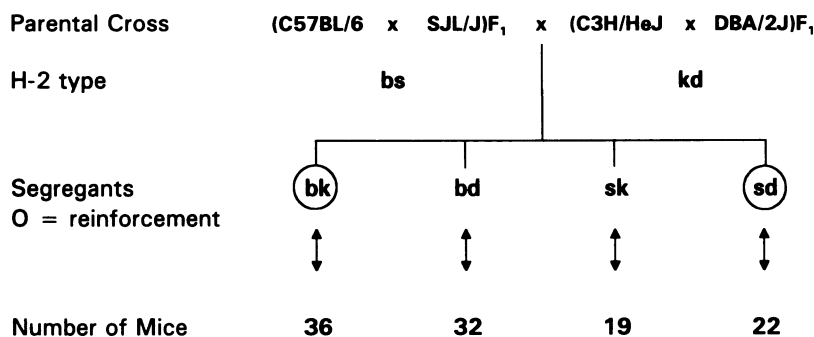 Parental Cross (C57BL/6 x SJL/J)F₁ x (C3H/HeJ x DBA/2J)F₁
H-2 type bs kd
Segregants bk bd sk sd
O = reinforcement
Number of Mice 36 32 19 22